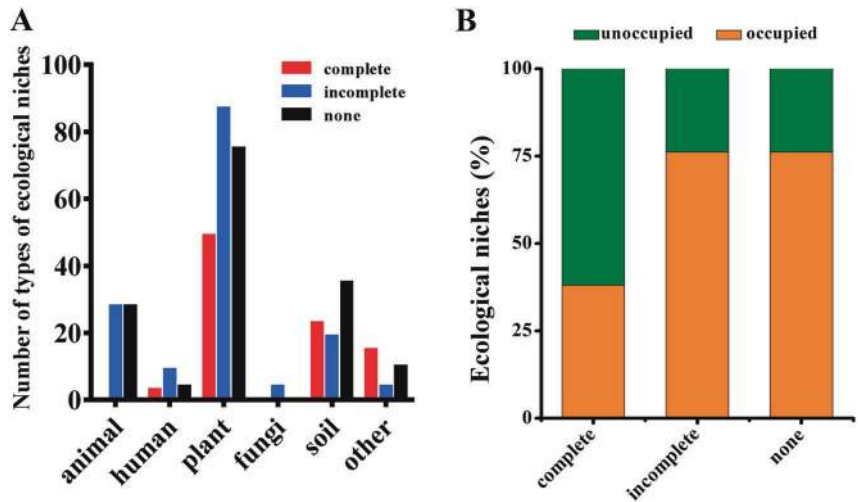 A
Number of types of ecological niches
100
80
60
40
20
0
complete
incomplete
none
animal
human
plant
fungi
soil
other
B
unoccupied
occupied
Ecological niches (%)
100
75
50
25
0
complete
incomplete
none